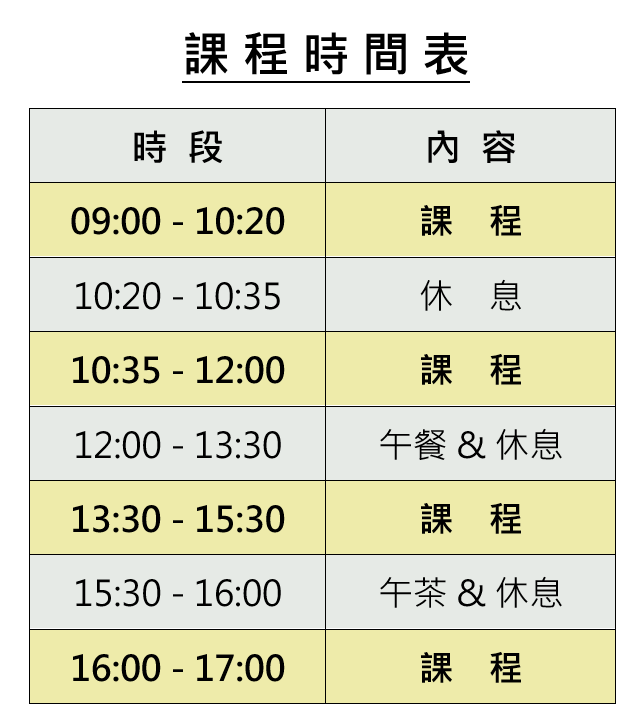 課程時間表
時 段 內 容
09:00 - 10:20 課 程
10:20 - 10:35 休 息
10:35 - 12:00 課 程
12:00 - 13:30 午餐 & 休息
13:30 - 15:30 課 程
15:30 - 16:00 午茶 & 休息
16:00 - 17:00 課 程